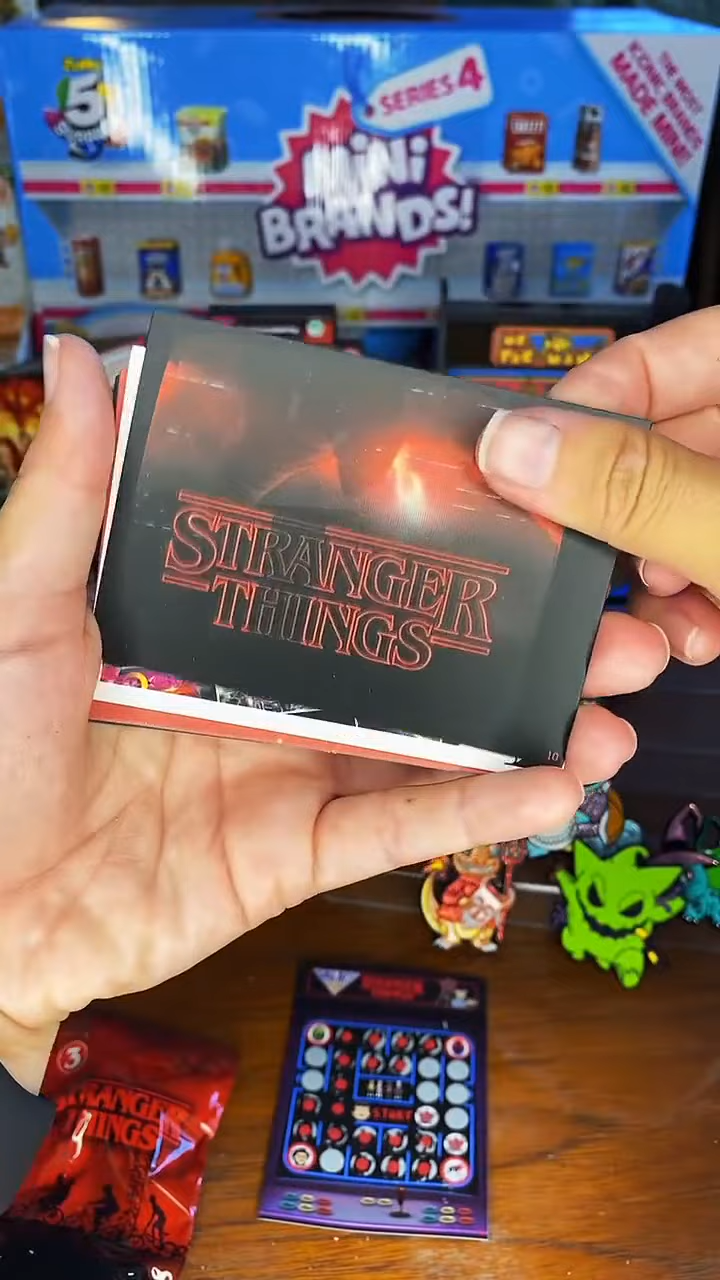 5
SERIES 4
MINI
BRANDS!
THE MOST
ICONIC BRANDS
MADE MINI!
STRANGER
THINGS
10
3
STRANGER
THINGS
START